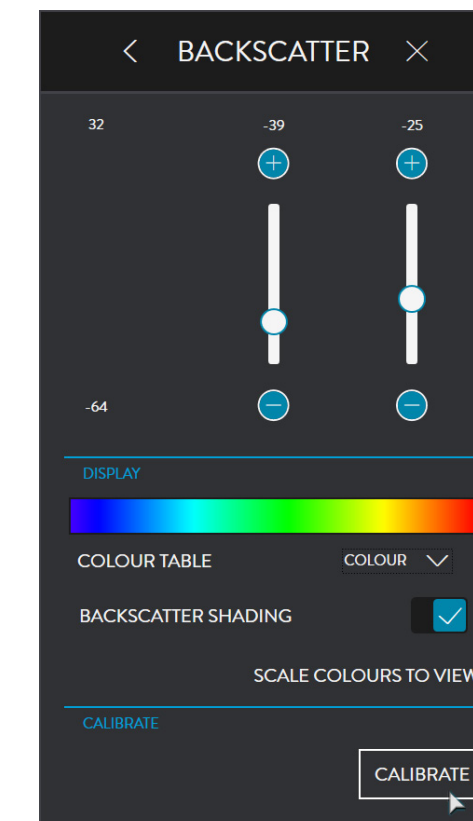 BACKSCATTER
32 -39 -25
-64
DISPLAY
COLOUR TABLE COLOUR
BACKSCATTER SHADING
SCALE COLOURS TO VIEW
CALIBRATE
CALIBRATE